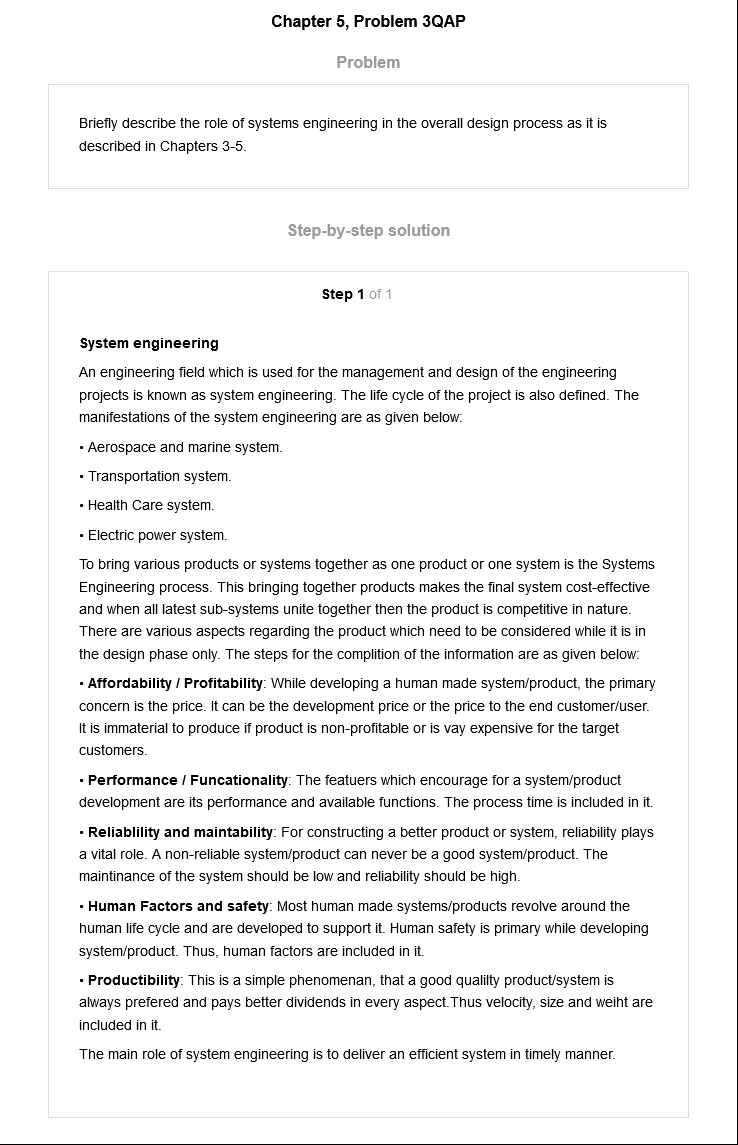 Chapter 5, Problem 3QAP
Problem
Briefly describe the role of systems engineering in the overall design process as it is
described in Chapters 3-5.
Step-by-step solution
Step 1 of 1
System engineering
An engineering field which is used for the management and design of the engineering
projects is known as system engineering. The life cycle of the project is also defined. The
manifestations of the system engineering are as given below:
• Aerospace and marine system.
• Transportation system.
• Health Care system.
• Electric power system.
To bring various products or systems together as one product or one system is the Systems
Engineering process. This bringing together products makes the final system cost-effective
and when all latest sub-systems unite together then the product is competitive in nature.
There are various aspects regarding the product which need to be considered while it is in
the design phase only. The steps for the complition of the information are as given below:
• Affordability / Profitability: While developing a human made system/product, the primary
concern is the price. It can be the development price or the price to the end customer/user.
It is immaterial to produce if product is non-profitable or is vay expensive for the target
customers.
• Performance / Funcationality: The featuers which encourage for a system/product
development are its performance and available functions. The process time is included in it.
• Reliablility and maintability: For constructing a better product or system, reliability plays
a vital role. A non-reliable system/product can never be a good system/product. The
maintinance of the system should be low and reliability should be high.
• Human Factors and safety: Most human made systems/products revolve around the
human life cycle and are developed to support it. Human safety is primary while developing
system/product. Thus, human factors are included in it.
• Productibility: This is a simple phenomenan, that a good qualilty product/system is
always prefered and pays better dividends in every aspect.Thus velocity, size and weiht are
included in it.
The main role of system engineering is to deliver an efficient system in timely manner.